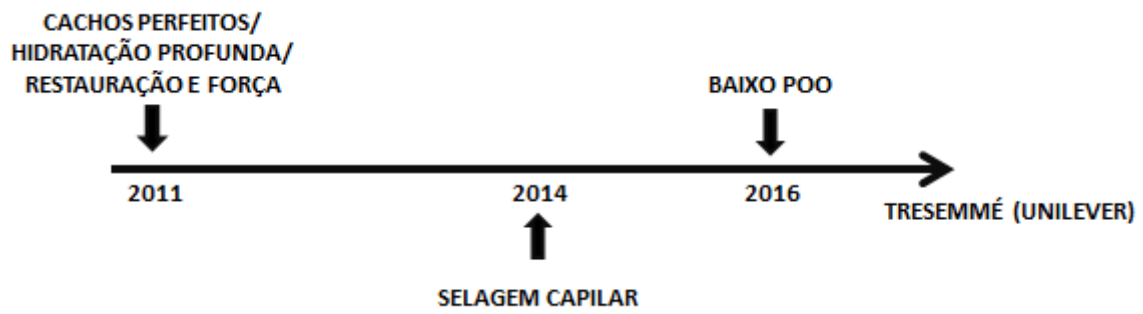 CACHOS PERFEITOS/
HIDRATAÇÃO PROFUNDA/
RESTAURAÇÃO E FORÇA
BAIXO POO
2011
2014
2016
TRESEMMÉ (UNILEVER)
SELAGEM CAPILAR